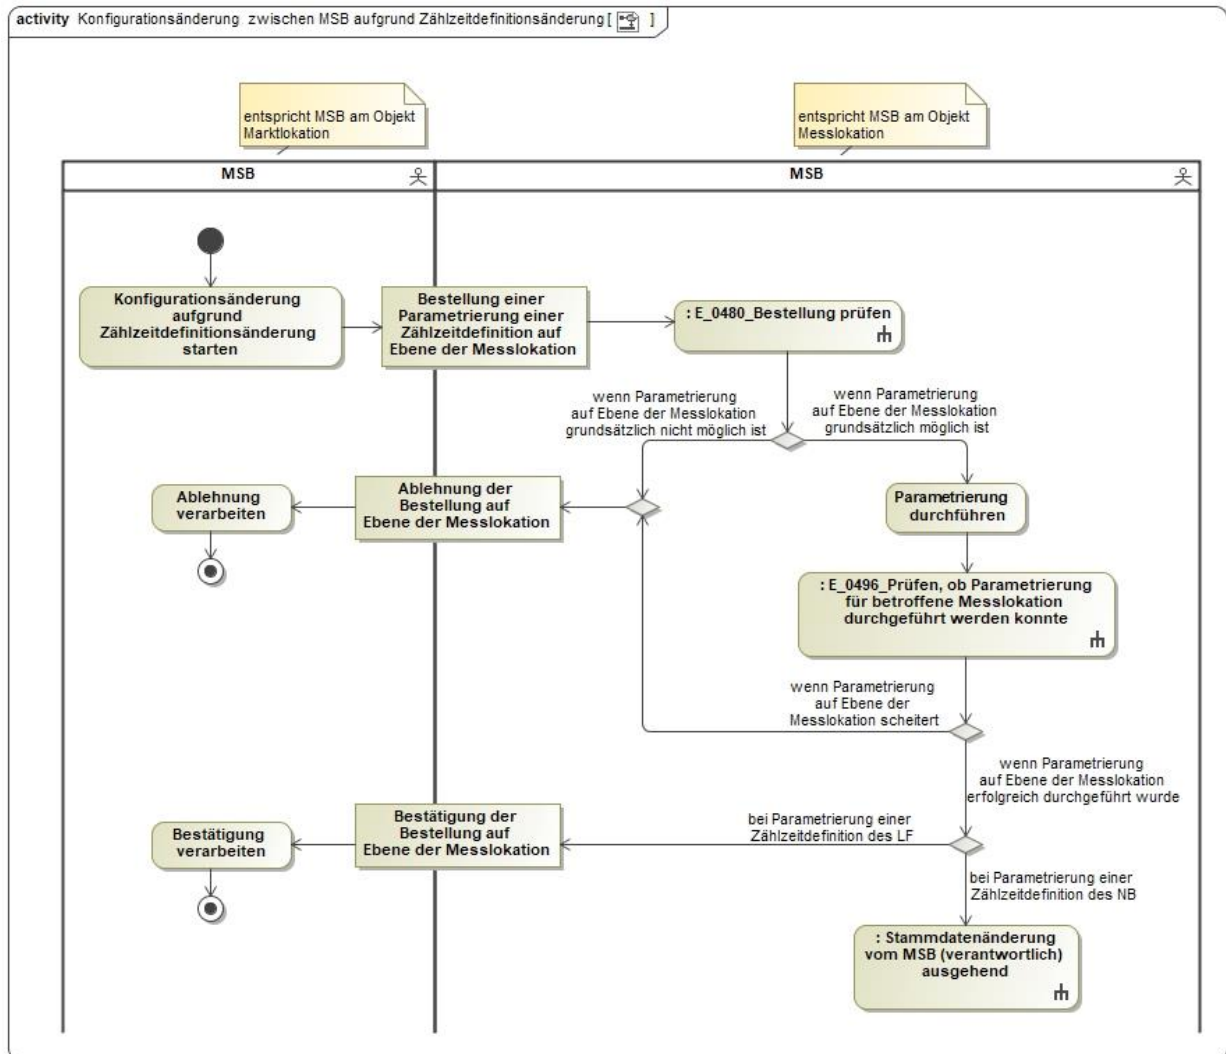 activity Konfigurationsänderung zwischen MSB aufgrund Zählzeitdefinitionsänderung [ ]
entspricht MSB am Objekt
Marktlokation
entspricht MSB am Objekt
Messlokation
MSB
MSB
Konfigurationsänderung
aufgrund
Zählzeitdefinitionsänderung
starten
Bestellung einer
Parametrierung einer
Zählzeitdefinition auf
Ebene der Messlokation
: E_0480_Bestellung prüfen
wenn Parametrierung
auf Ebene der Messlokation
grundsätzlich nicht möglich ist
wenn Parametrierung
auf Ebene der Messlokation
grundsätzlich möglich ist
Ablehnung
verarbeiten
Ablehnung der
Bestellung auf
Ebene der Messlokation
Parametrierung
durchführen
: E_0496_Prüfen, ob Parametrierung
für betroffene Messlokation
durchgeführt werden konnte
wenn Parametrierung
auf Ebene der
Messlokation scheitert
wenn Parametrierung
auf Ebene der Messlokation
erfolgreich durchgeführt wurde
Bestätigung
verarbeiten
Bestätigung der
Bestellung auf
Ebene der Messlokation
bei Parametrierung einer
Zählzeitdefinition des LF
bei Parametrierung einer
Zählzeitdefinition des NB
: Stammdatenänderung
vom MSB (verantwortlich)
ausgehend